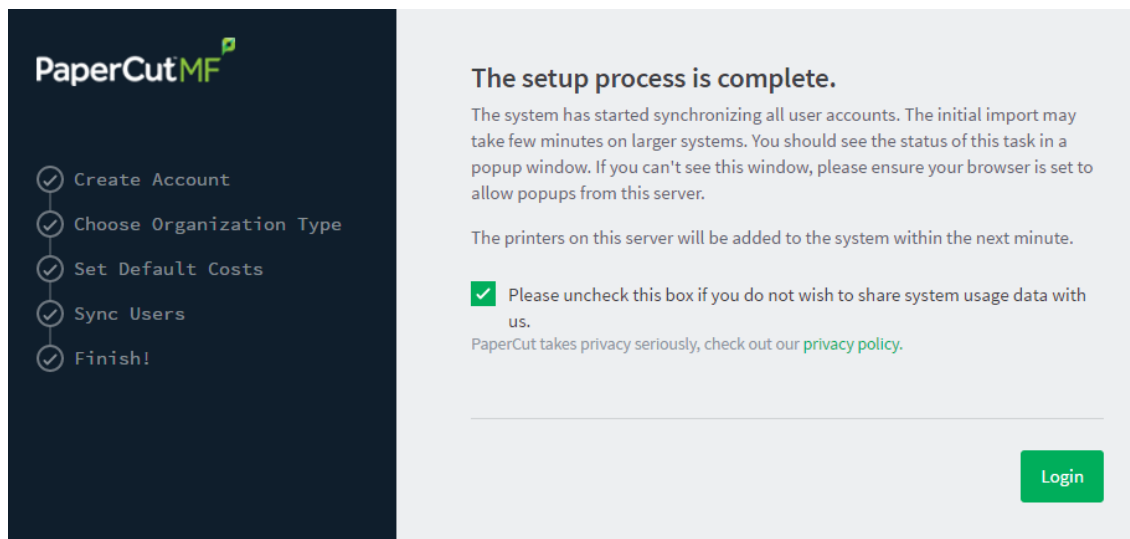 PaperCut MF
Create Account
Choose Organization Type
Set Default Costs
Sync Users
Finish!
The setup process is complete.
The system has started synchronizing all user accounts. The initial import may
take few minutes on larger systems. You should see the status of this task in a
popup window. If you can't see this window, please ensure your browser is set to
allow popups from this server.
The printers on this server will be added to the system within the next minute.
Please uncheck this box if you do not wish to share system usage data with
us.
PaperCut takes privacy seriously, check out our privacy policy.
Login